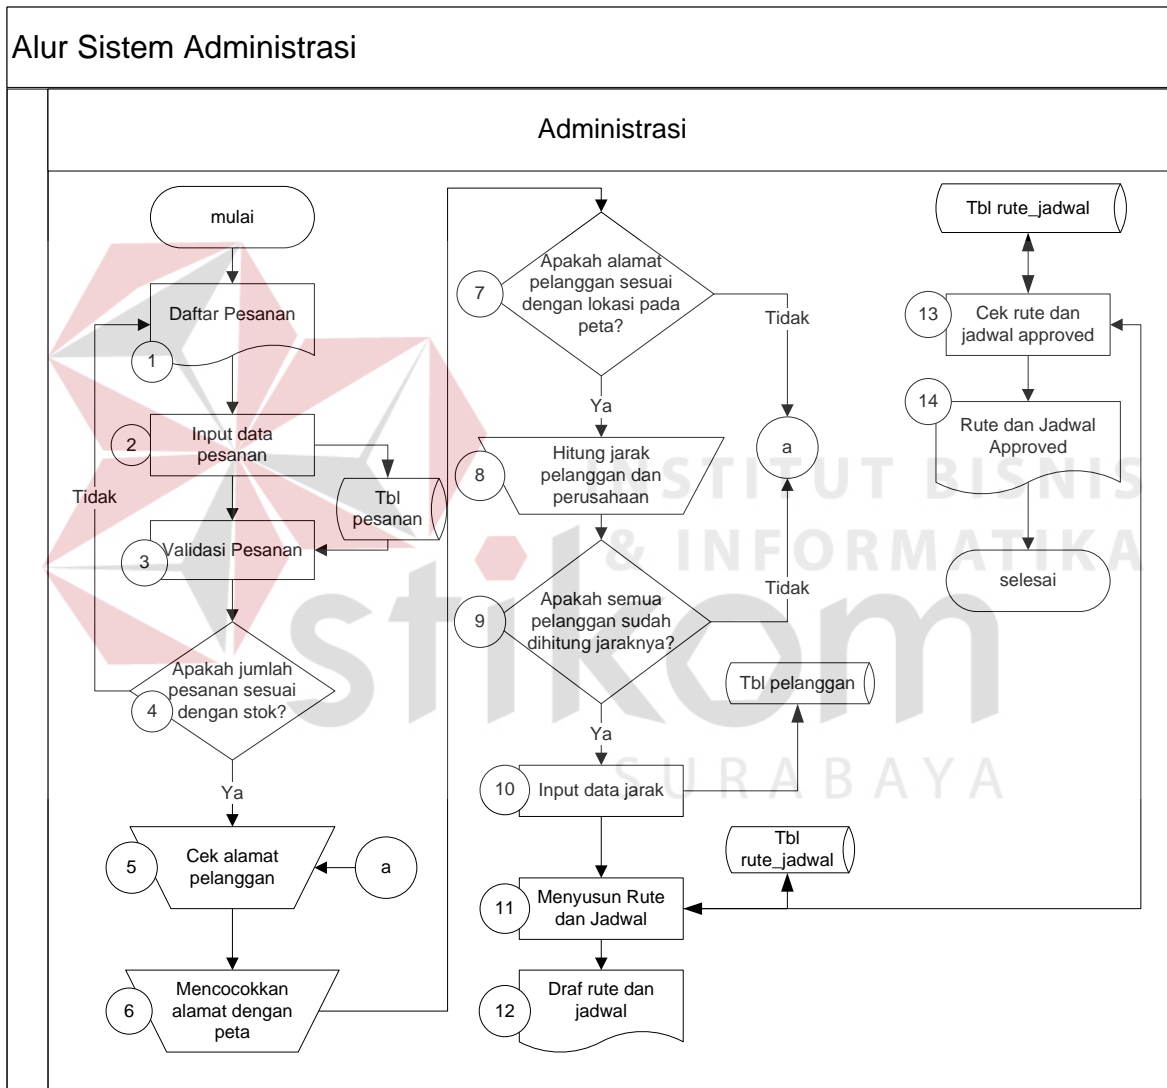 Alur Sistem Administrasi
Administrasi
mulai
Daftar Pesanan
1
2
Input data
pesanan
Tidak
Tbl
pesanan
3
Validasi Pesanan
Apakah jumlah
pesanan sesuai
dengan stok?
4
Ya
5
Cek alamat
pelanggan
a
6
Mencocokkan
alamat dengan
peta
7
Apakah alamat
pelanggan sesuai
dengan lokasi pada
peta?
Tidak
Ya
8
Hitung jarak
pelanggan dan
perusahaan
a
9
Apakah semua
pelanggan sudah
dihitung jaraknya?
Tidak
Ya
Tbl pelanggan
10
Input data jarak
Tbl
rute_jadwal
11
Menyusun Rute
dan Jadwal
12
Draf rute dan
jadwal
Tbl rute_jadwal
13
Cek rute dan
jadwal approved
14
Rute dan Jadwal
Approved
selesai
INSTITUT BISNIS
& INFORMATIKA
stikom
SURABAYA